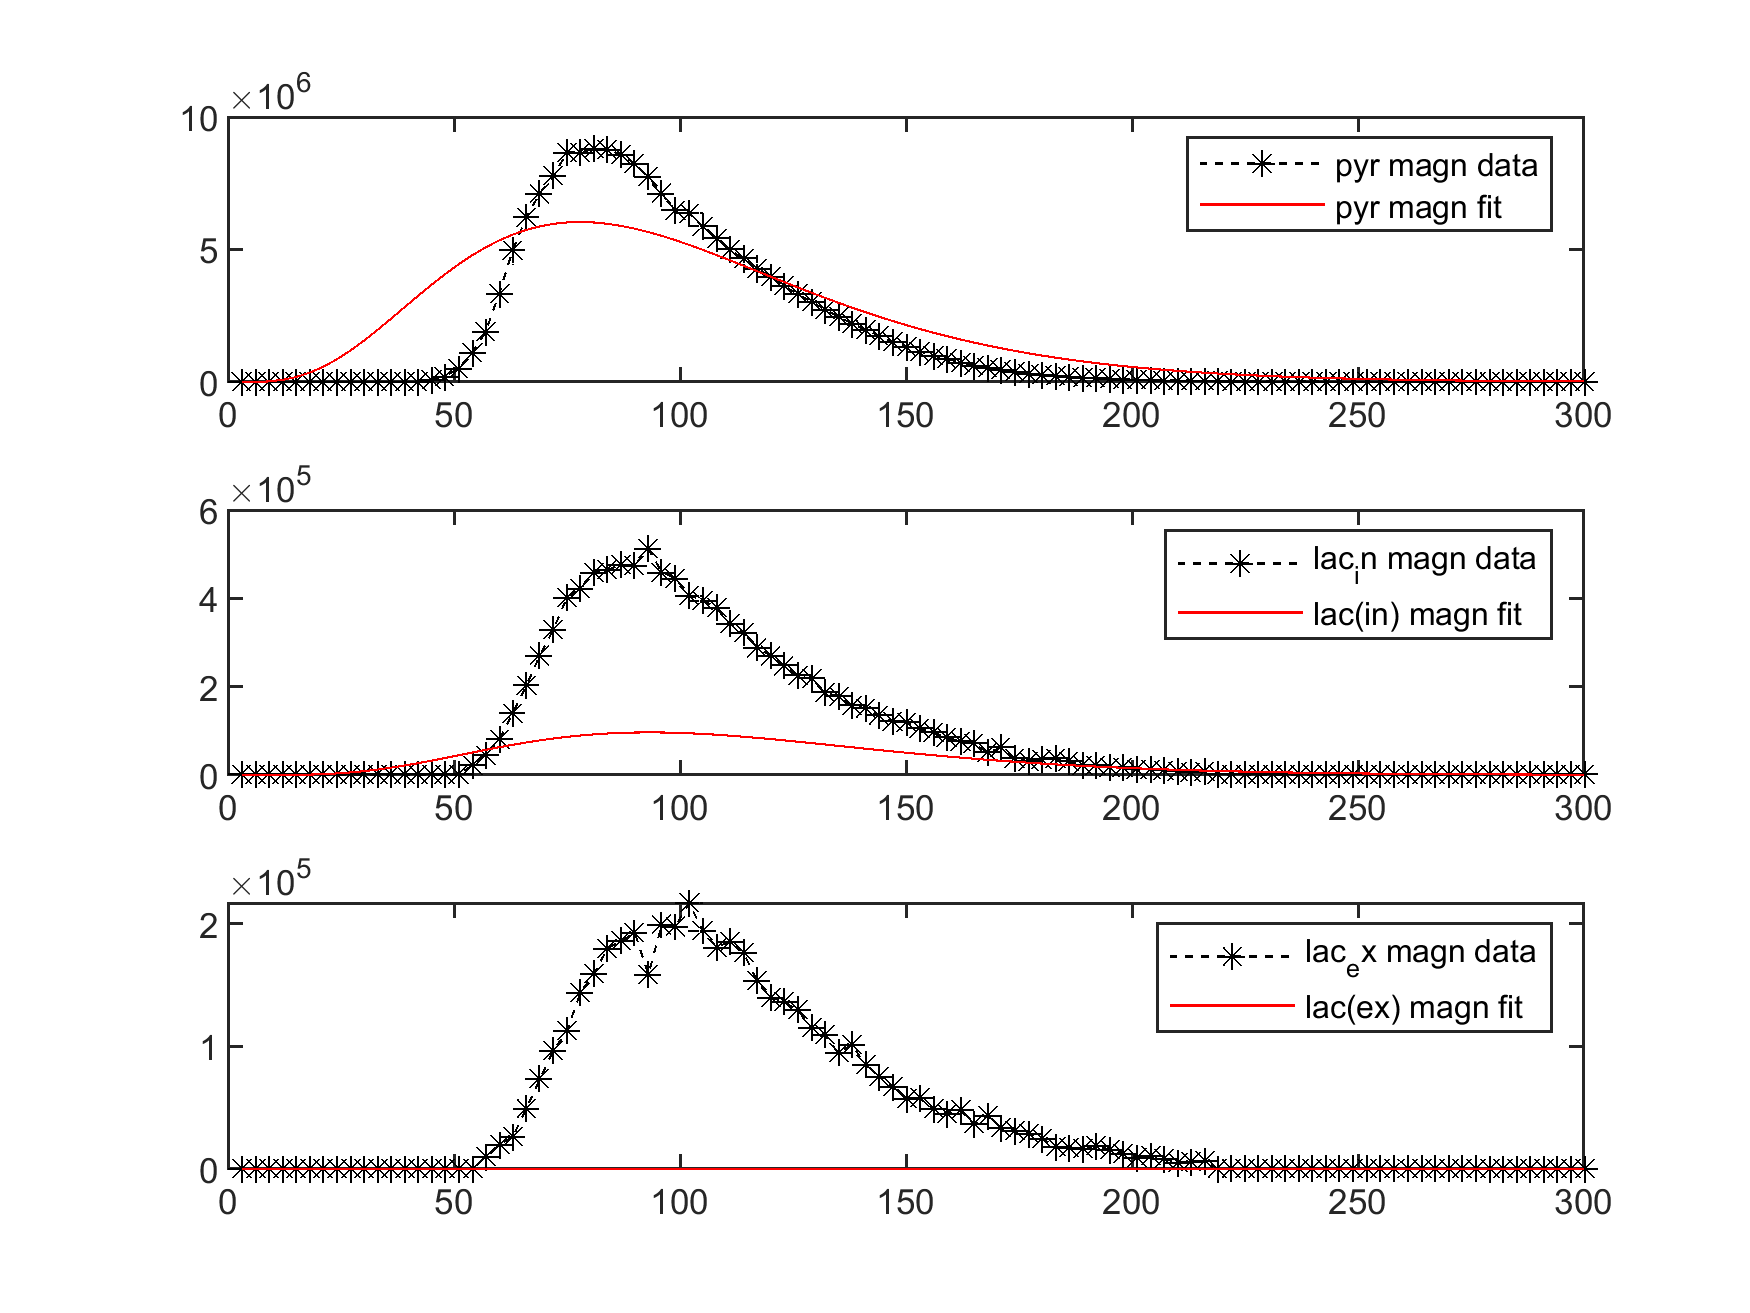 ×10^6
10
5
0
0 50 100 150 200 250 300
pyr magn data
pyr magn fit
×10^5
6
4
2
0
0 50 100 150 200 250 300
lac_in magn data
lac(in) magn fit
×10^5
2
1
0
0 50 100 150 200 250 300
lac_ex magn data
lac(ex) magn fit